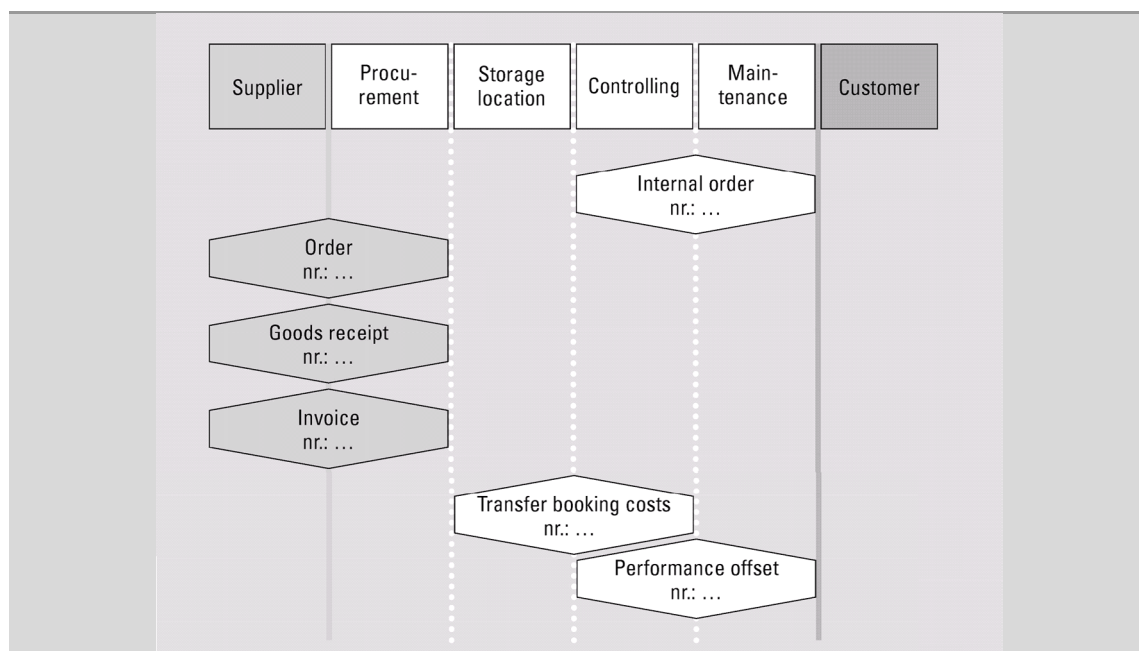 Supplier
Procu-
rement
Storage
location
Controlling
Main-
tenance
Customer
Internal order
nr.: …
Order
nr.: …
Goods receipt
nr.: …
Invoice
nr.: …
Transfer booking costs
nr.: …
Performance offset
nr.: …